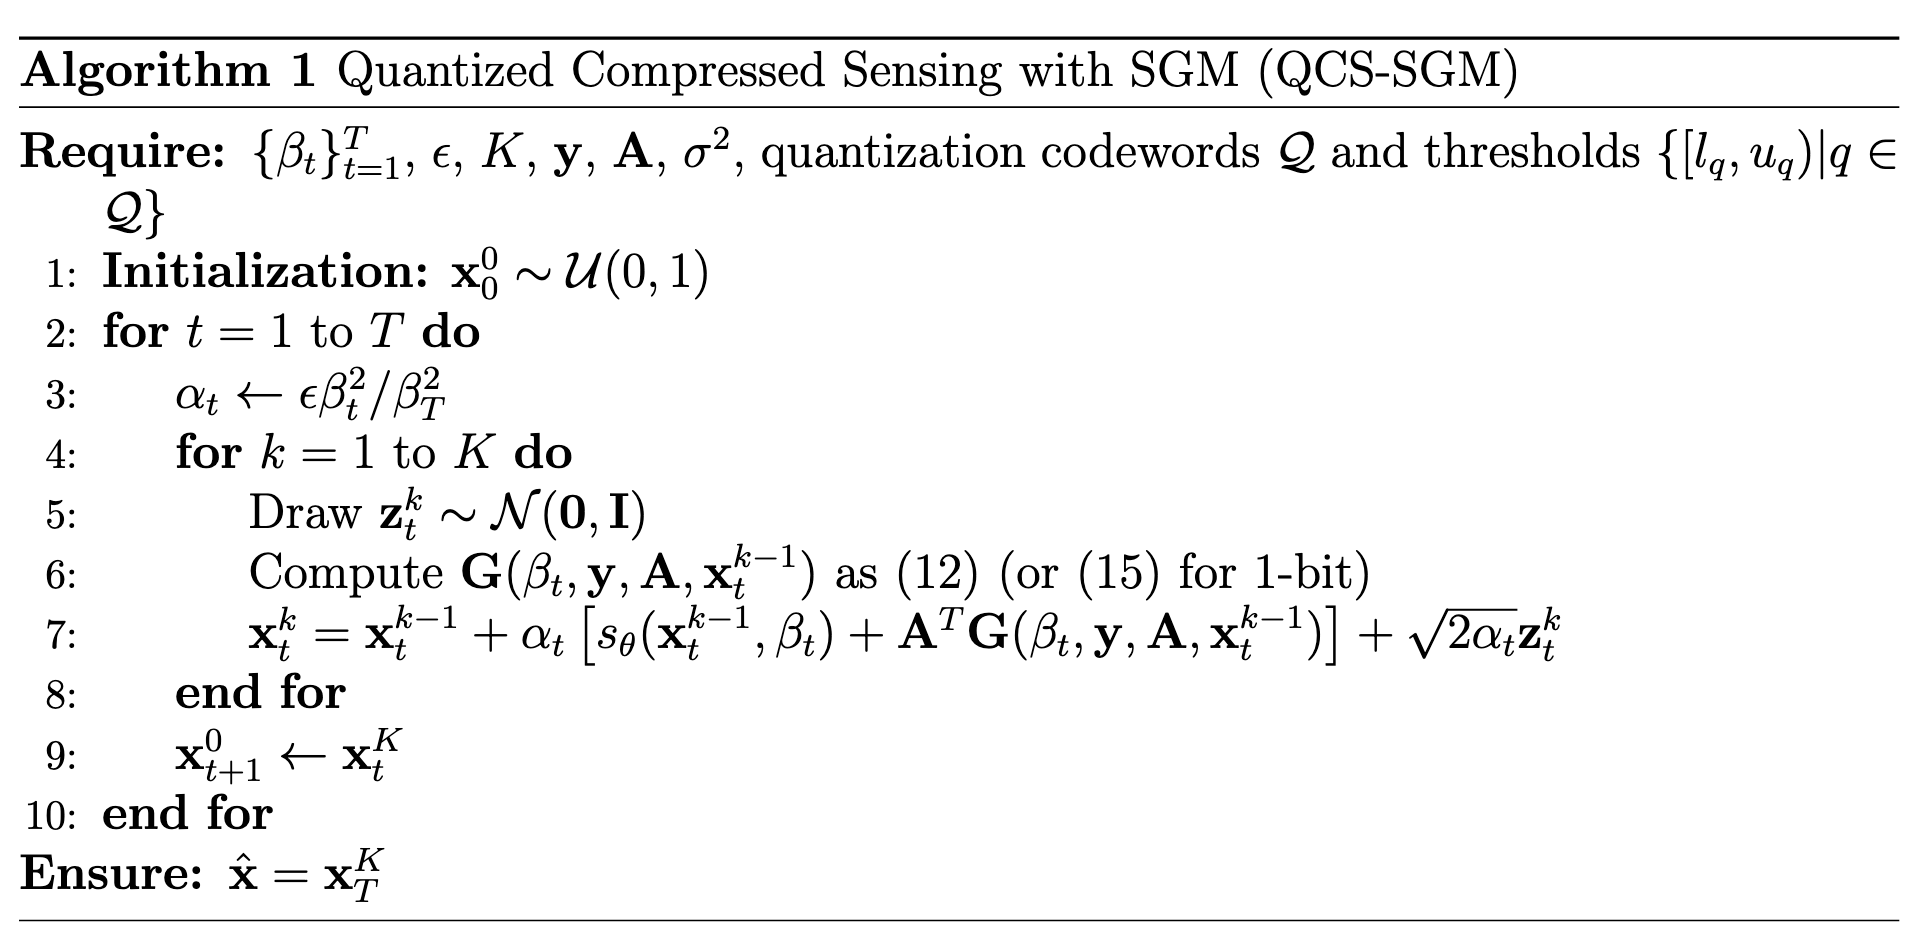 Algorithm 1 Quantized Compressed Sensing with SGM (QCS-SGM)
Require: $\{\beta_t\}_{t=1}^T$, $\epsilon$, $K$, $\mathbf{y}$, $\mathbf{A}$, $\sigma^2$, quantization codewords $\mathcal{Q}$ and thresholds $\{[l_q, u_q)|q \in$
$\mathcal{Q}\}$
1: Initialization: $\mathbf{x}_0^0 \sim \mathcal{U}(0, 1)$
2: for $t = 1$ to $T$ do
3: $\alpha_t \leftarrow \epsilon\beta_t^2/\beta_T^2$
4: for $k = 1$ to $K$ do
5: Draw $\mathbf{z}_t^k \sim \mathcal{N}(\mathbf{0}, \mathbf{I})$
6: Compute $\mathbf{G}(\beta_t, \mathbf{y}, \mathbf{A}, \mathbf{x}_t^{k-1})$ as (12) (or (15) for 1-bit)
7: $\mathbf{x}_t^k = \mathbf{x}_t^{k-1} + \alpha_t \left[ s_\theta(\mathbf{x}_t^{k-1}, \beta_t) + \mathbf{A}^T \mathbf{G}(\beta_t, \mathbf{y}, \mathbf{A}, \mathbf{x}_t^{k-1}) \right] + \sqrt{2\alpha_t} \mathbf{z}_t^k$
8: end for
9: $\mathbf{x}_{t+1}^0 \leftarrow \mathbf{x}_t^K$
10: end for
Ensure: $\hat{\mathbf{x}} = \mathbf{x}_T^K$